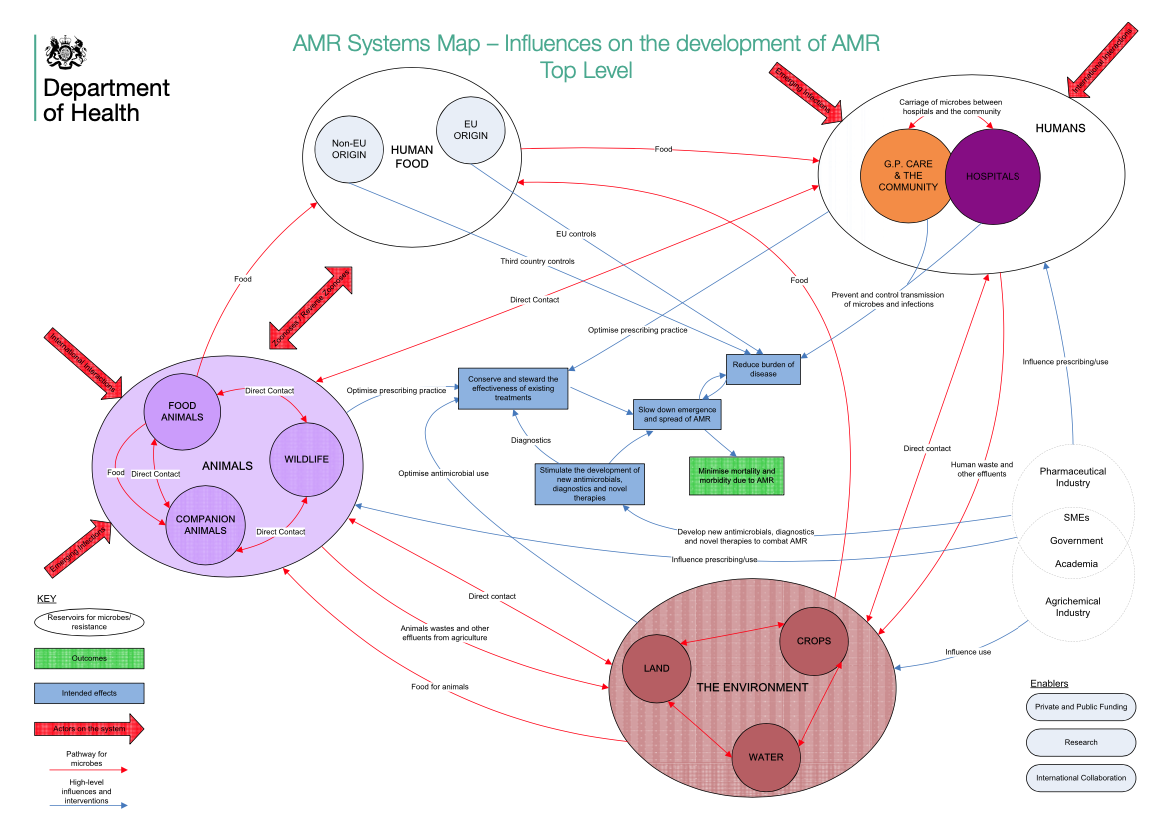 AMR Systems Map – Influences on the development of AMR
Top Level
Department
of Health
Non-EU
ORIGIN
EU
ORIGIN
HUMAN
FOOD
Food
Emerging Infections
International Interactions
Carriage of microbes between
hospitals and the community
HUMANS
G.P. CARE
& THE
COMMUNITY
HOSPITALS
EU controls
Third country controls
Food
Food
Direct Contact
Zoonoses / Reverse Zoonoses
Prevent and control transmission
of microbes and infections
Optimise prescribing practice
International Interactions
Reduce burden of
disease
Influence prescribing/use
Conserve and steward the
effectiveness of existing
treatments
Optimise prescribing practice
Direct Contact
FOOD
ANIMALS
Slow down emergence
and spread of AMR
Diagnostics
Direct contact
WILDLIFE
ANIMALS
Food
Direct Contact
Optimise antimicrobial use
Stimulate the development of
new antimicrobials,
diagnostics and novel
therapies
Minimise mortality and
morbidity due to AMR
Human waste and
other effluents
Pharmaceutical
Industry
COMPANION
ANIMALS
Direct Contact
Emerging Infections
SMEs
Government
Academia
Develop new antimicrobials, diagnostics
and novel therapies to combat AMR
Influence prescribing/use
Agrichemical
Industry
Direct contact
Animals wastes and other
effluents from agriculture
Food for animals
CROPS
LAND
THE ENVIRONMENT
WATER
Influence use
KEY
Reservoirs for microbes/
resistance
Outcomes
Intended effects
Actors on the system
Pathway for
microbes
High-level
influences and
interventions
Enablers
Private and Public Funding
Research
International Collaboration